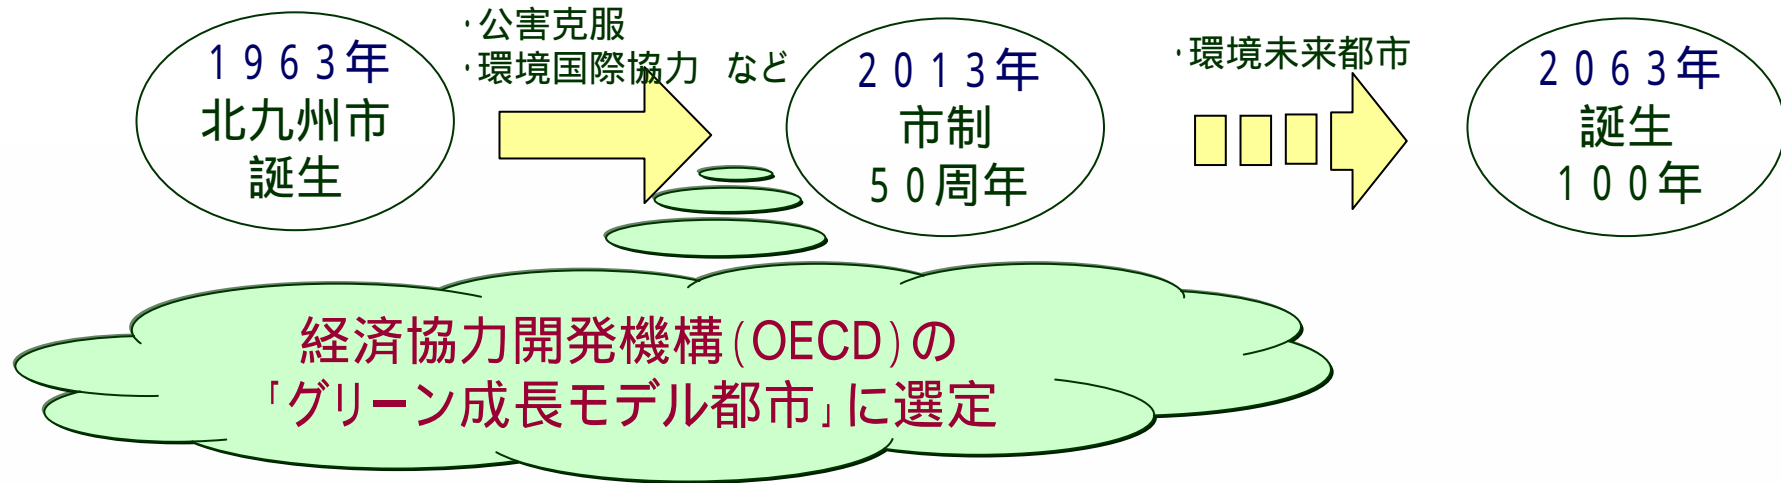 1963年
北九州市
誕生
・公害克服
・環境国際協力 など
2013年
市制
50周年
・環境未来都市
2063年
誕生
100年
経済協力開発機構(OECD)の
「グリーン成長モデル都市」に選定